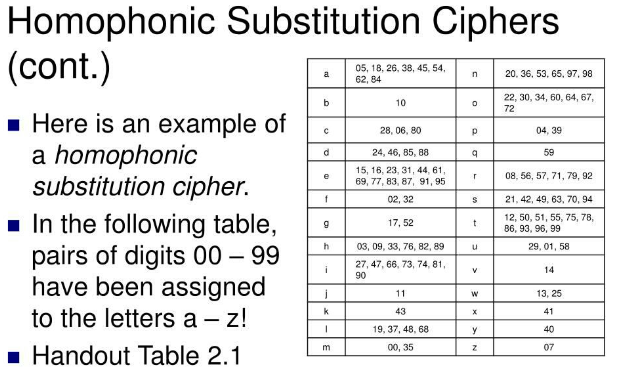 Homophonic Substitution Ciphers
(cont.)
■ Here is an example of
a homophonic
substitution cipher.
■ In the following table,
pairs of digits 00 – 99
have been assigned
to the letters a – z!
■ Handout Table 2.1
a 05, 18, 26, 38, 45, 54,
62, 84
n 20, 36, 53, 65, 97, 98
b 10
o 22, 30, 34, 60, 64, 67,
72
c 28, 06, 80
p 04, 39
d 24, 46, 85, 88
q 59
e 15, 16, 23, 31, 44, 61,
69, 77, 83, 87, 91, 95
r 08, 56, 57, 71, 79, 92
f 02, 32
s 21, 42, 49, 63, 70, 94
g 17, 52
t 12, 50, 51, 55, 75, 78,
86, 93, 96, 99
h 03, 09, 33, 76, 82, 89
u 29, 01, 58
i 27, 47, 66, 73, 74, 81,
90
v 14
j 11
w 13, 25
k 43
x 41
l 19, 37, 48, 68
y 40
m 00, 35
z 07